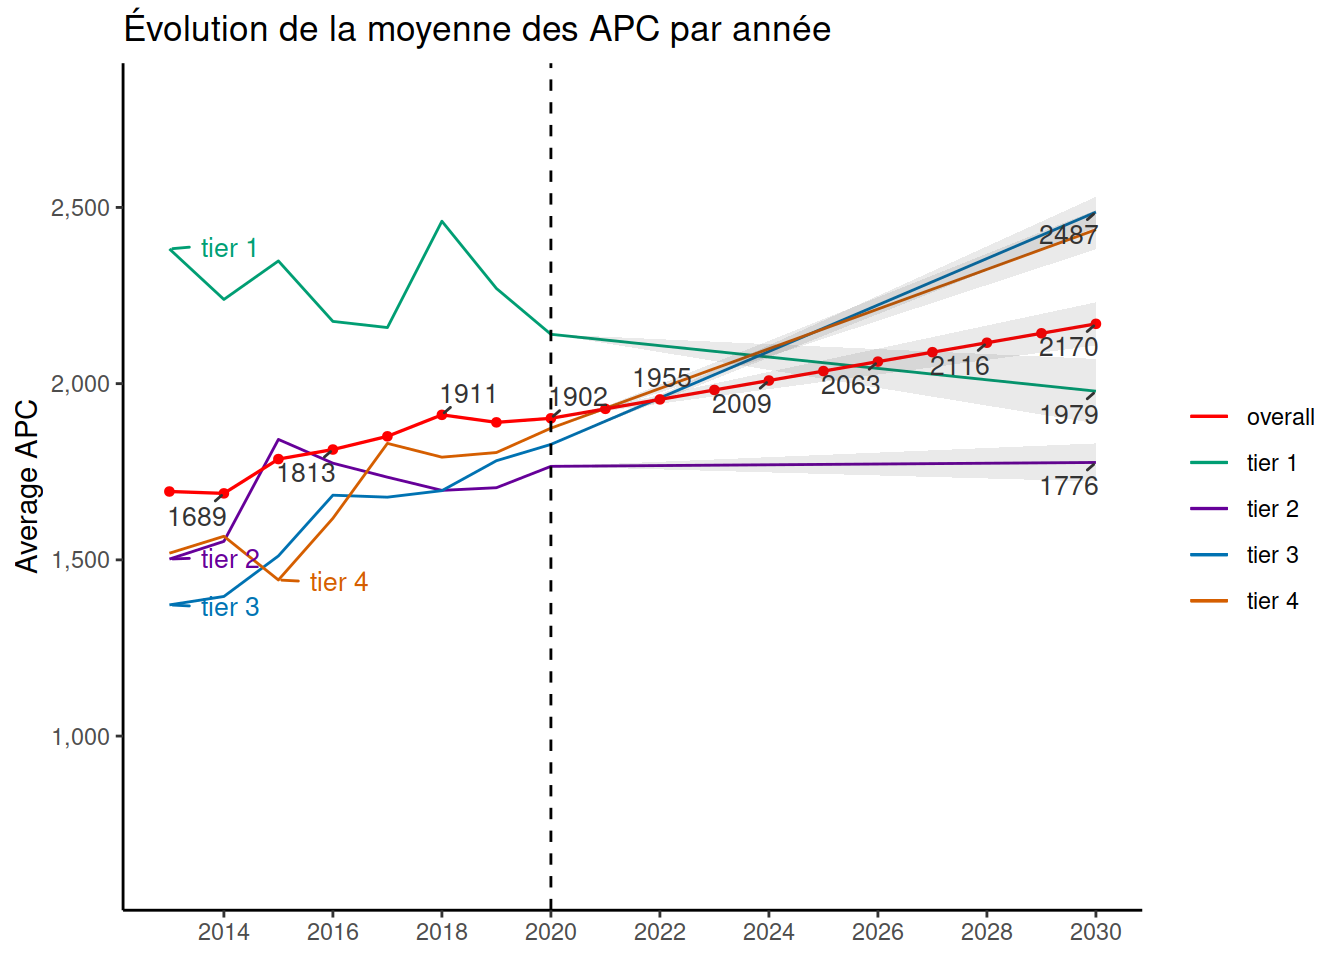 Évolution de la moyenne des APC par année
Average APC
2,500
2,000
1,500
1,000
tier 1
tier 2
tier 3
tier 4
1689
1813
1911
1902
1955
2009
2063
2116
2487
2170
1979
1776
2014
2016
2018
2020
2022
2024
2026
2028
2030
overall
tier 1
tier 2
tier 3
tier 4